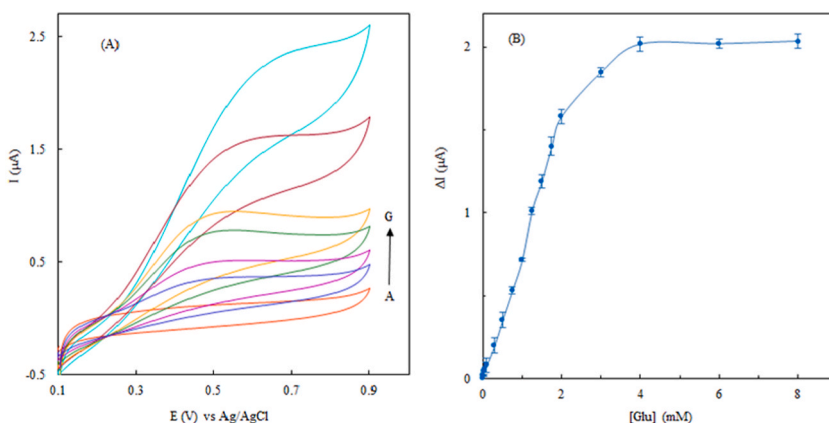 (A)
2.5
1.5
0.5
-0.5
I (µA)
G
A
0.1
0.3
0.5
0.7
0.9
E (V) vs Ag/AgCl
(B)
2
1
0
ΔI (µA)
0
2
4
6
8
[Glu] (mM)